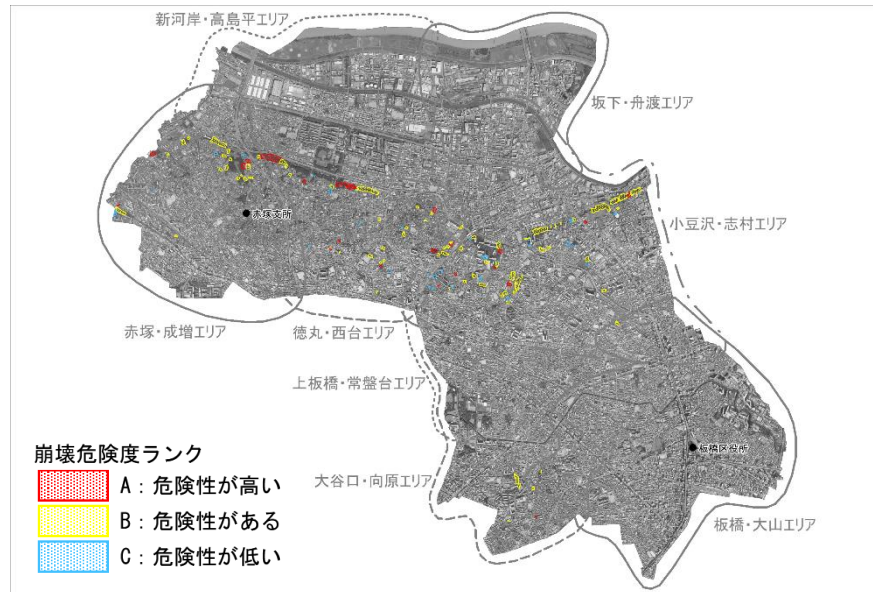 新河岸・高島平エリア
坂下・舟渡エリア
赤塚支所
小豆沢・志村エリア
赤塚・成増エリア
徳丸・西台エリア
上板橋・常盤台エリア
板橋区役所
大谷口・向原エリア
板橋・大山エリア
崩壊危険度ランク
A：危険性が高い
B：危険性がある
C：危険性が低い